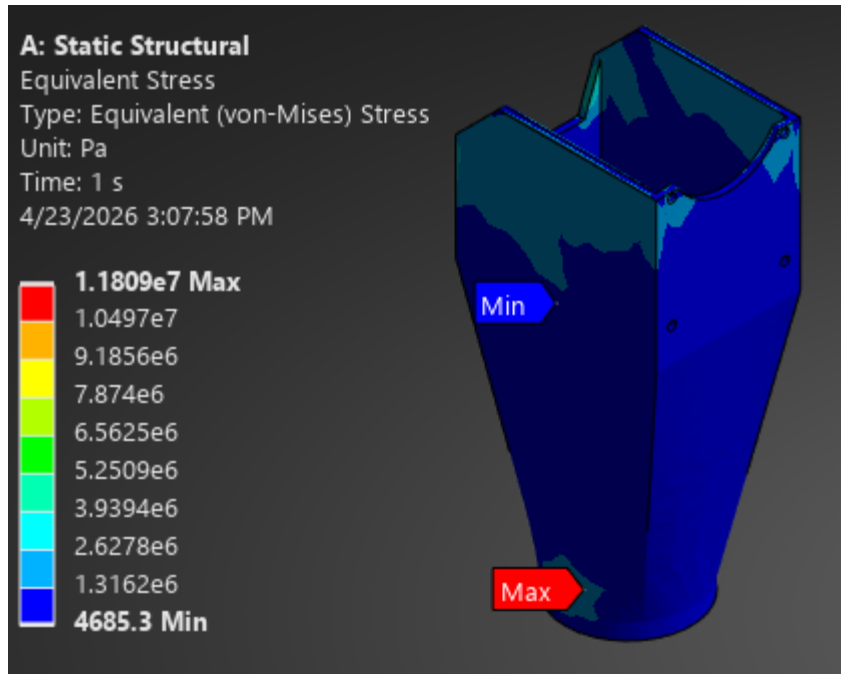 A: Static Structural
Equivalent Stress
Type: Equivalent (von-Mises) Stress
Unit: Pa
Time: 1 s
4/23/2026 3:07:58 PM
1.1809e7 Max
1.0497e7
9.1856e6
7.874e6
6.5625e6
5.2509e6
3.9394e6
2.6278e6
1.3162e6
4685.3 Min
Min
Max